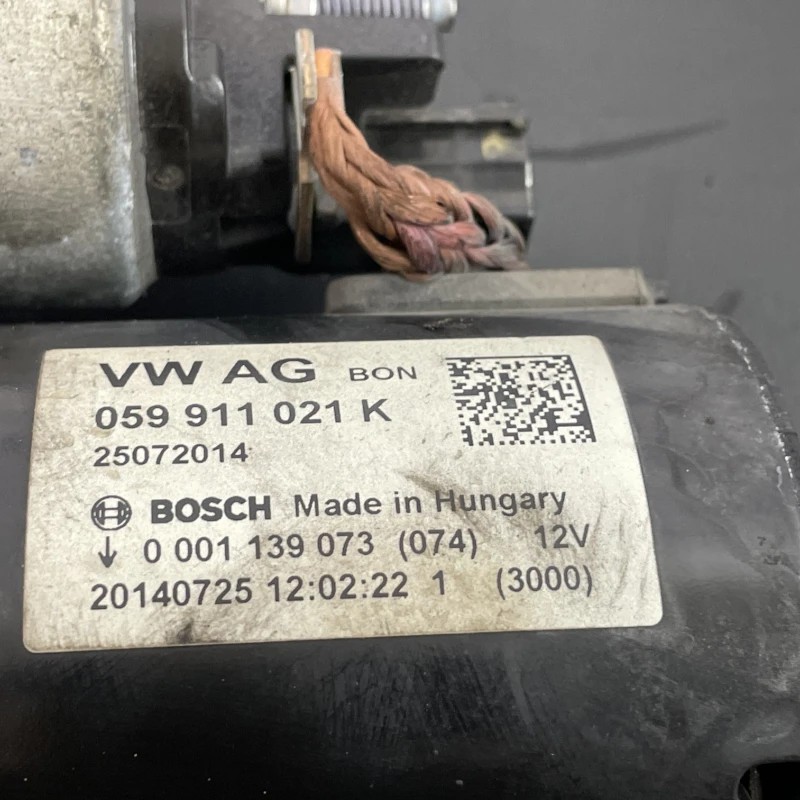 VW AG BON
059 911 021 K
25072014
BOSCH Made in Hungary
↓ 0 001 139 073 (074) 12V
20140725 12:02:22 1 (3000)